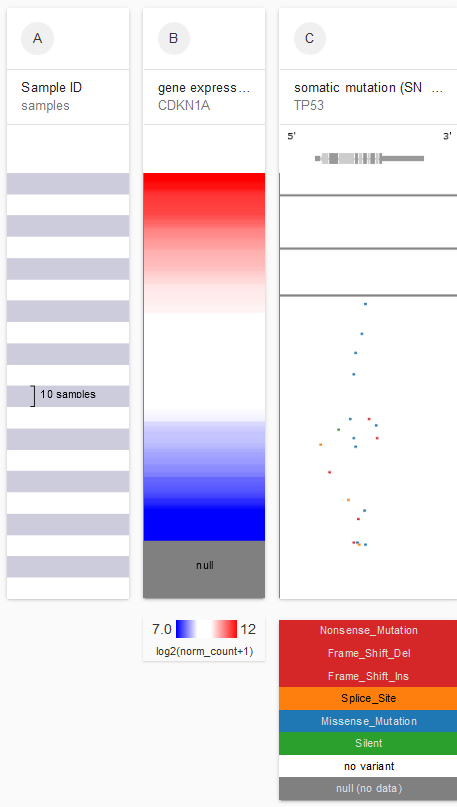 A
B
C
Sample ID
samples
gene express…
CDKN1A
somatic mutation (SN …
TP53
5' 3'
10 samples
null
7.0 12
log2(norm_count+1)
Nonsense_Mutation
Frame_Shift_Del
Frame_Shift_Ins
Splice_Site
Missense_Mutation
Silent
no variant
null (no data)